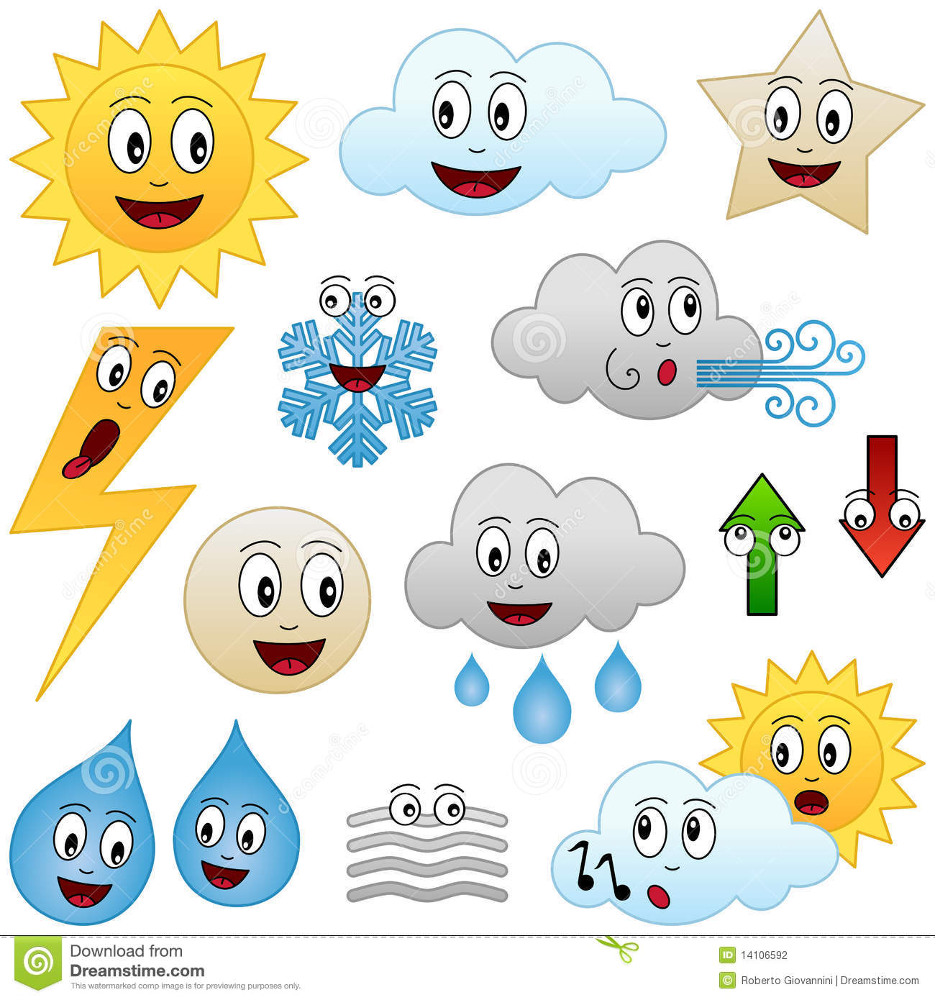 Download from
Dreamstime.com
This watermarked comp image is for previewing purposes only.
ID 14106592
© Roberto Giovannini | Dreamstime.com